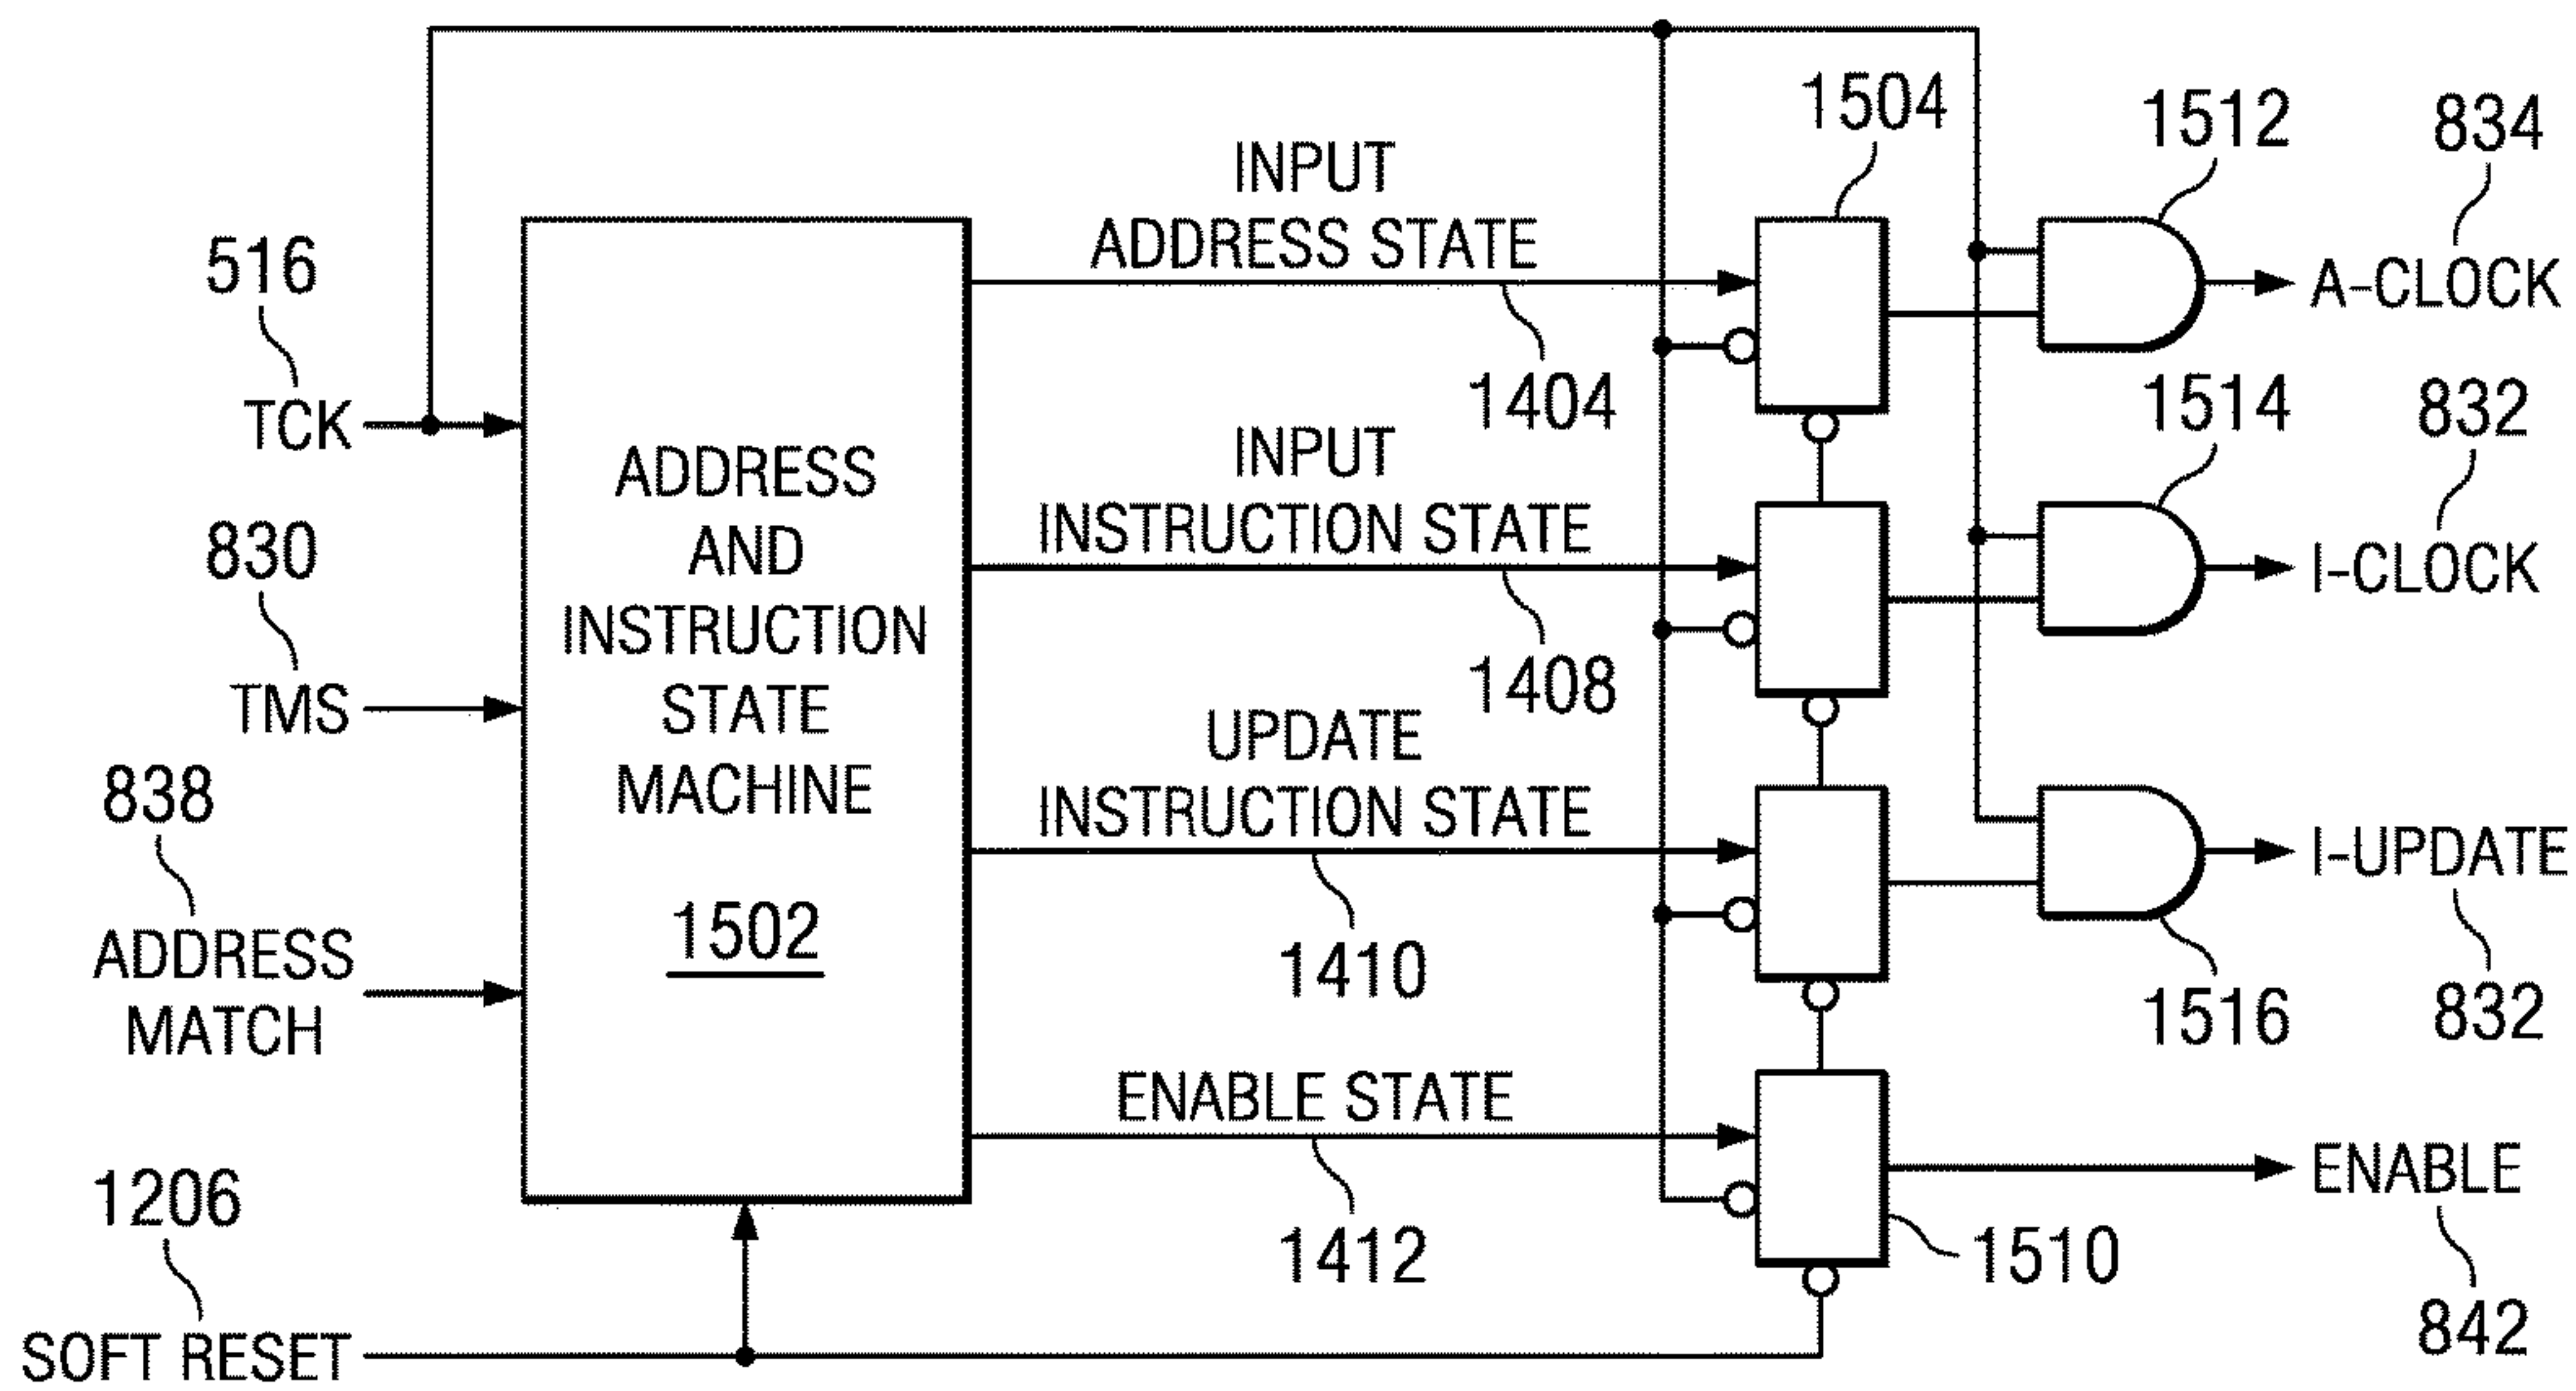 1504
1512
834
INPUT
ADDRESS STATE
516
TCK
A-CLOCK
1404
1514
832
INPUT
INSTRUCTION STATE
ADDRESS
AND
INSTRUCTION
STATE
MACHINE
1502
830
TMS
I-CLOCK
1408
UPDATE
INSTRUCTION STATE
838
ADDRESS
MATCH
I-UPDATE
1410
1516
832
ENABLE STATE
1206
SOFT RESET
ENABLE
1412
1510
842